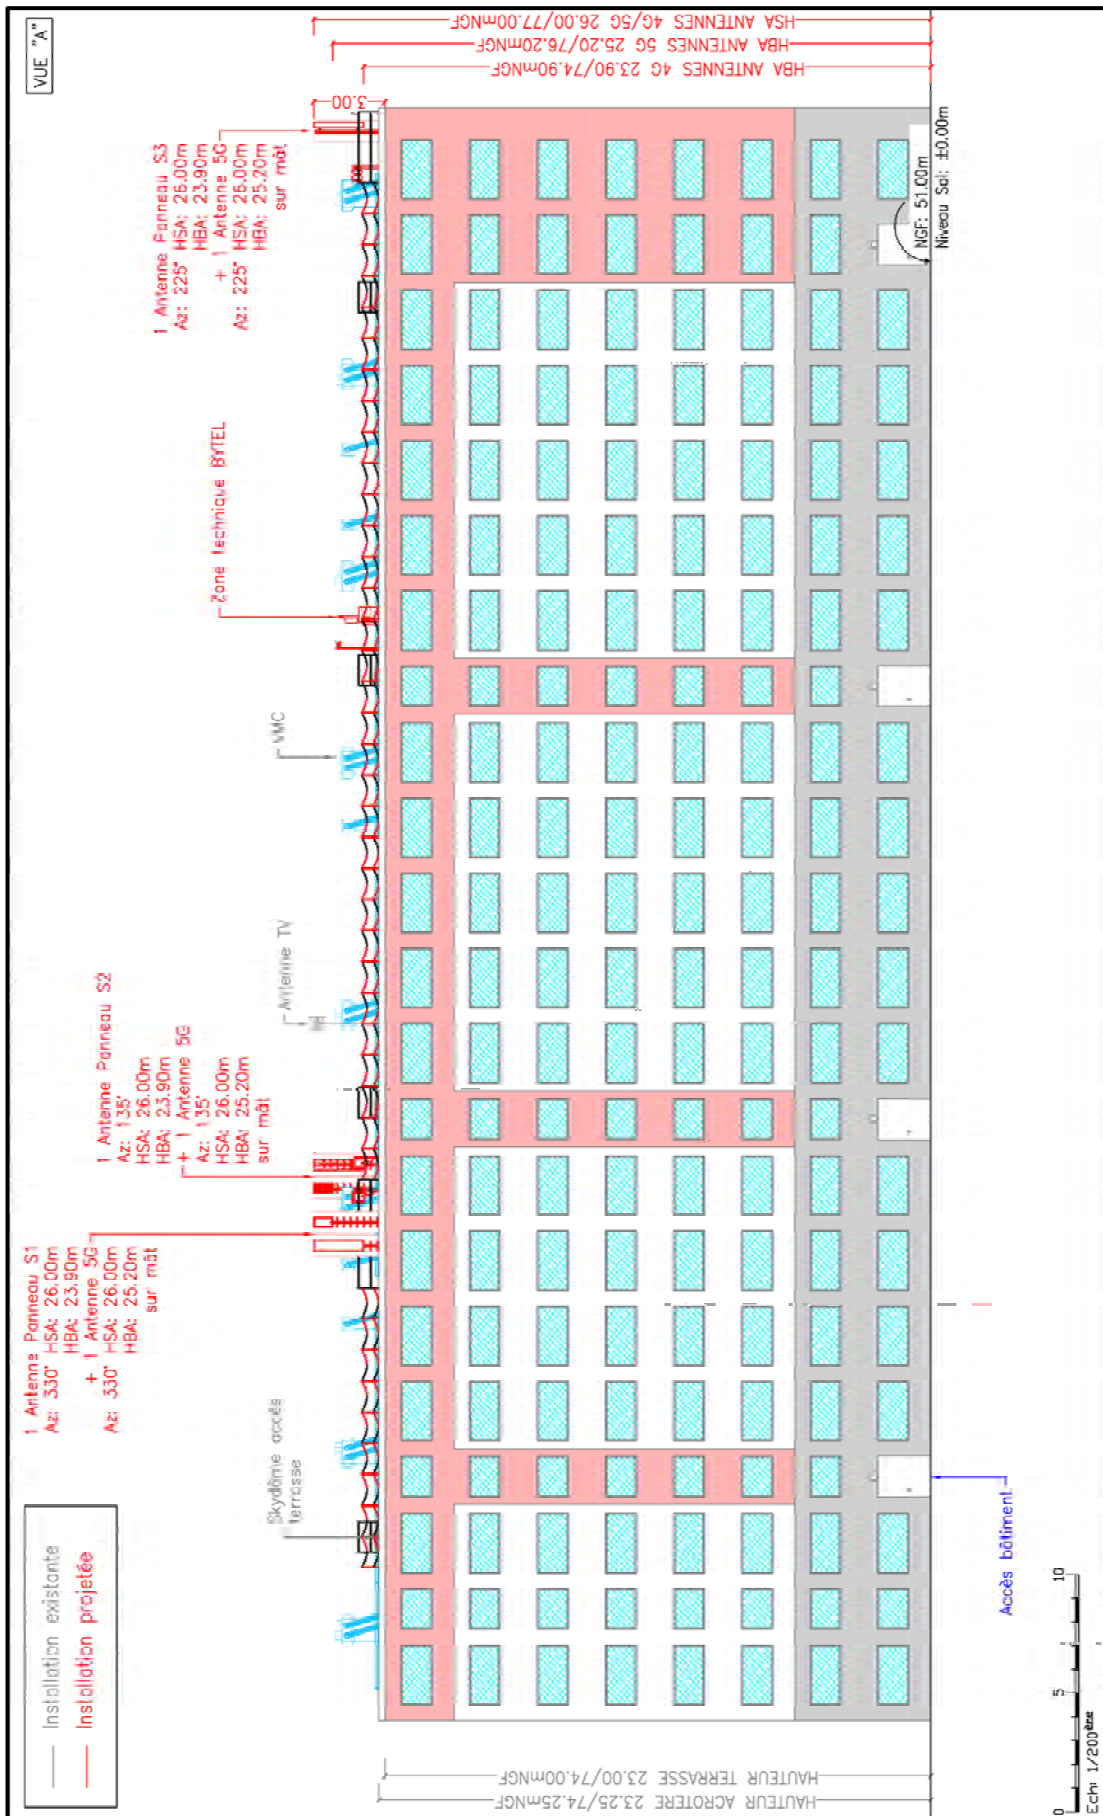 VUE "A"
Installation existante
Installation projetée
1 Antenne Panneau S1
Az: 330° HSA: 26.00m
HBA: 23.90m
+ 1 Antenne 5G
Az: 330° HSA: 26.00m
HBA: 25.20m
sur mât
1 Antenne Panneau S2
Az: 135°
HSA: 26.00m
HBA: 23.90m
+ 1 Antenne 5G
Az: 135°
HSA: 26.00m
HBA: 25.20m
sur mât
1 Antenne Panneau S3
Az: 225° HSA: 26.00m
HBA: 23.90m
+ 1 Antenne 5G
Az: 225° HSA: 26.00m
HBA: 25.20m
sur mât
Skydôme accès
terrasse
Antenne TV
VMC
Zone technique BYTEL
3.00
HSA ANTENNES 4G/5G 26.00/77.00mNGF
HBA ANTENNES 5G 25.20/76.20mNGF
HBA ANTENNES 4G 23.90/74.90mNGF
HAUTEUR TERRASSE 23.00/74.00mNGF
HAUTEUR ACROTERE 23.25/74.25mNGF
NGF: 51.00m
Niveau Sol: ±0.00m
Accès bâtiment
0 5 10
Ech: 1/200ème